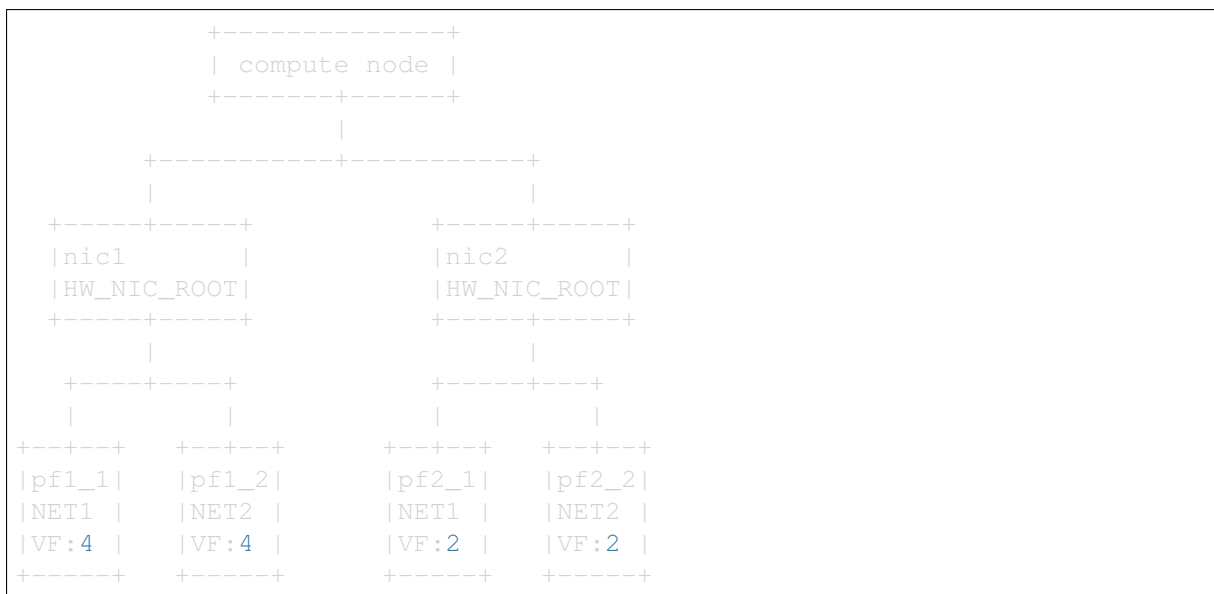 +--------------+
             | compute node |
             +-------+------+
                     |
         +-----------+-----------+
         |                       |
   +-----+-----+           +-----+-----+
   |nic1       |           |nic2       |
   |HW_NIC_ROOT|           |HW_NIC_ROOT|
   +-----+-----+           +-----+-----+
         |                       |
    +----+----+            +-----+---+
    |         |            |         |
 +--+--+   +--+--+      +--+--+   +--+--+
 |pf1_1|   |pf1_2|      |pf2_1|   |pf2_2|
 |NET1 |   |NET2 |      |NET1 |   |NET2 |
 |VF:4 |   |VF:4 |      |VF:2 |   |VF:2 |
 +-----+   +-----+      +-----+   +-----+